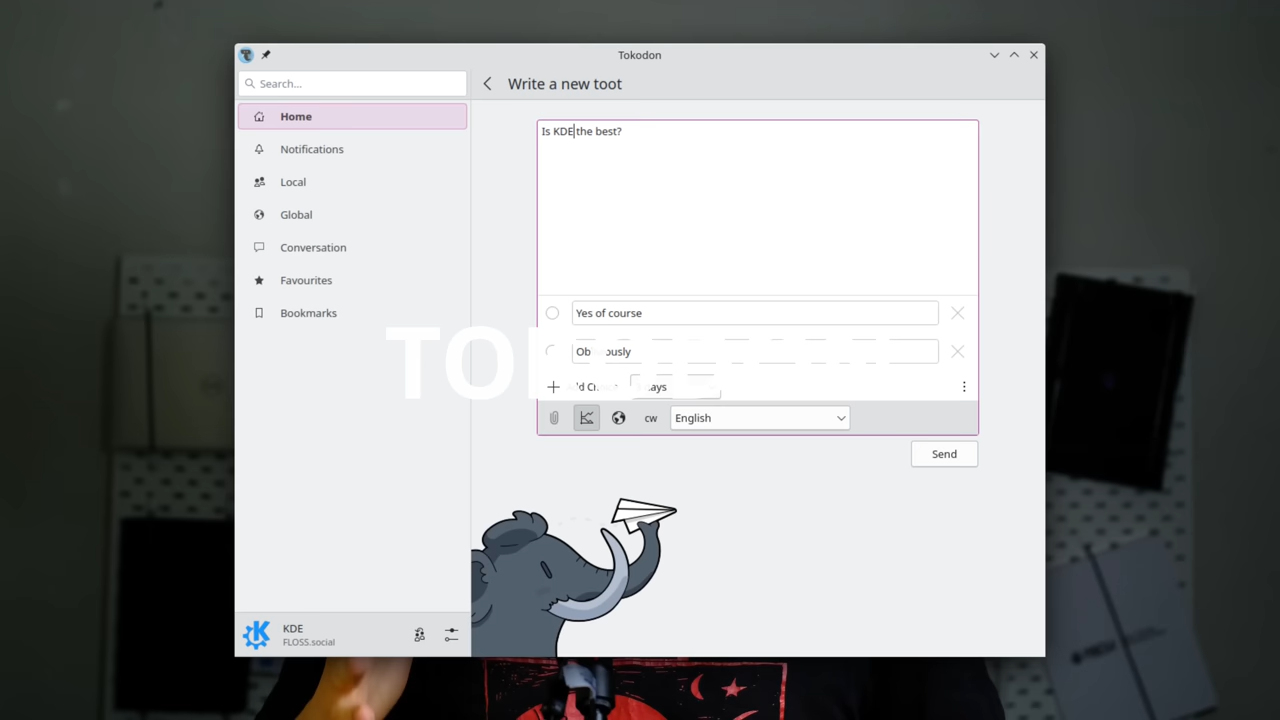 Tokodon
Search...
Write a new toot
Home
Notifications
Local
Global
Conversation
Favourites
Bookmarks
Is KDE the best?
Yes of course
cw
English
Send
KDE
FLOSS.social